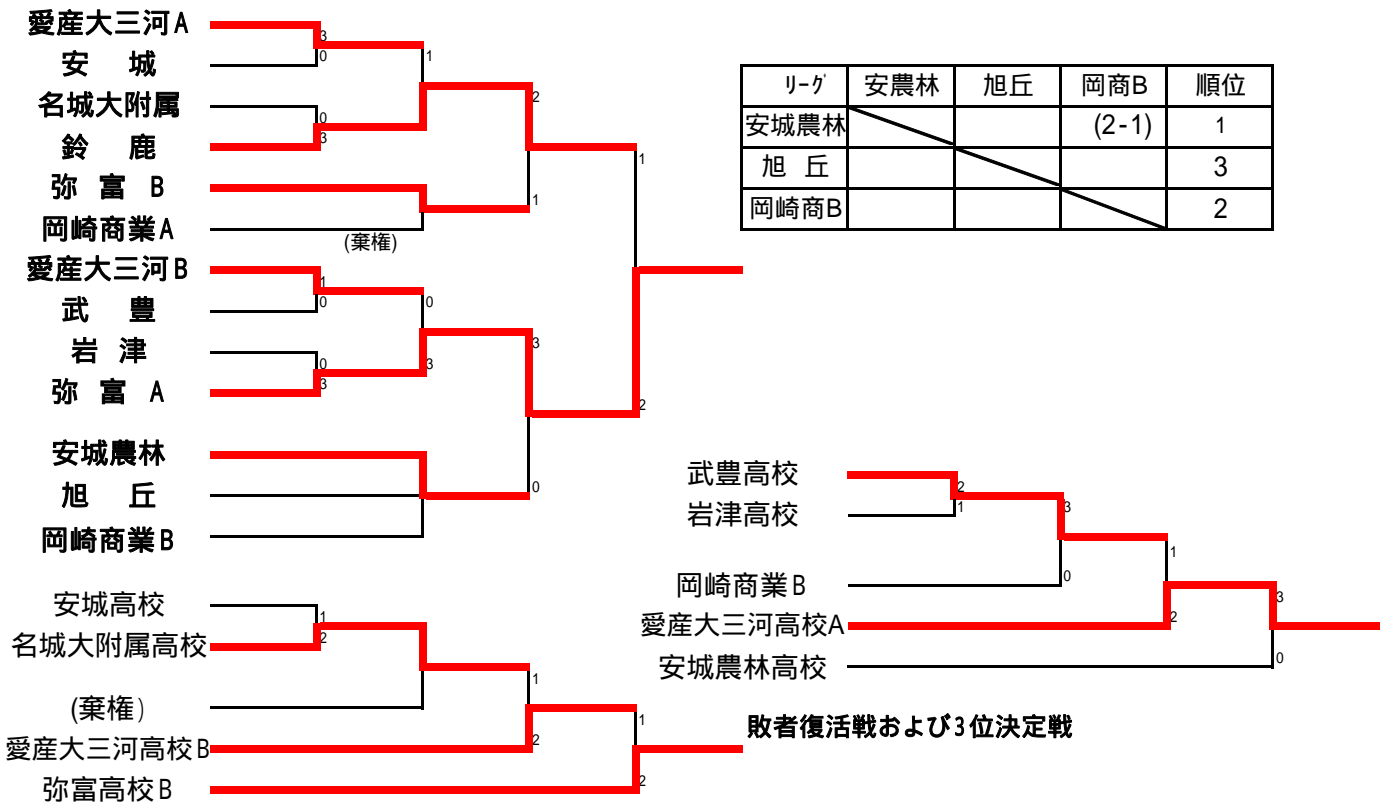 愛産大三河A
3
0
安 城
1
名城大附属
0
3
2
鈴 鹿
1
弥 富 B
1
岡崎商業A
(棄権)
愛産大三河B
1
0
0
武 豊
岩 津
0
3
3
3
弥 富 A
2
安城農林
0
旭 丘
岡崎商業B
リーグ 安農林 旭丘 岡商B 順位
安城農林 (2-1) 1
旭 丘 3
岡崎商B 2
武豊高校
2
1
3
岩津高校
岡崎商業B
0
1
3
愛産大三河高校A
2
安城農林高校
0
安城高校
1
2
名城大附属高校
1
(棄権)
1
愛産大三河高校B
2
弥富高校B
2
敗者復活戦および3位決定戦